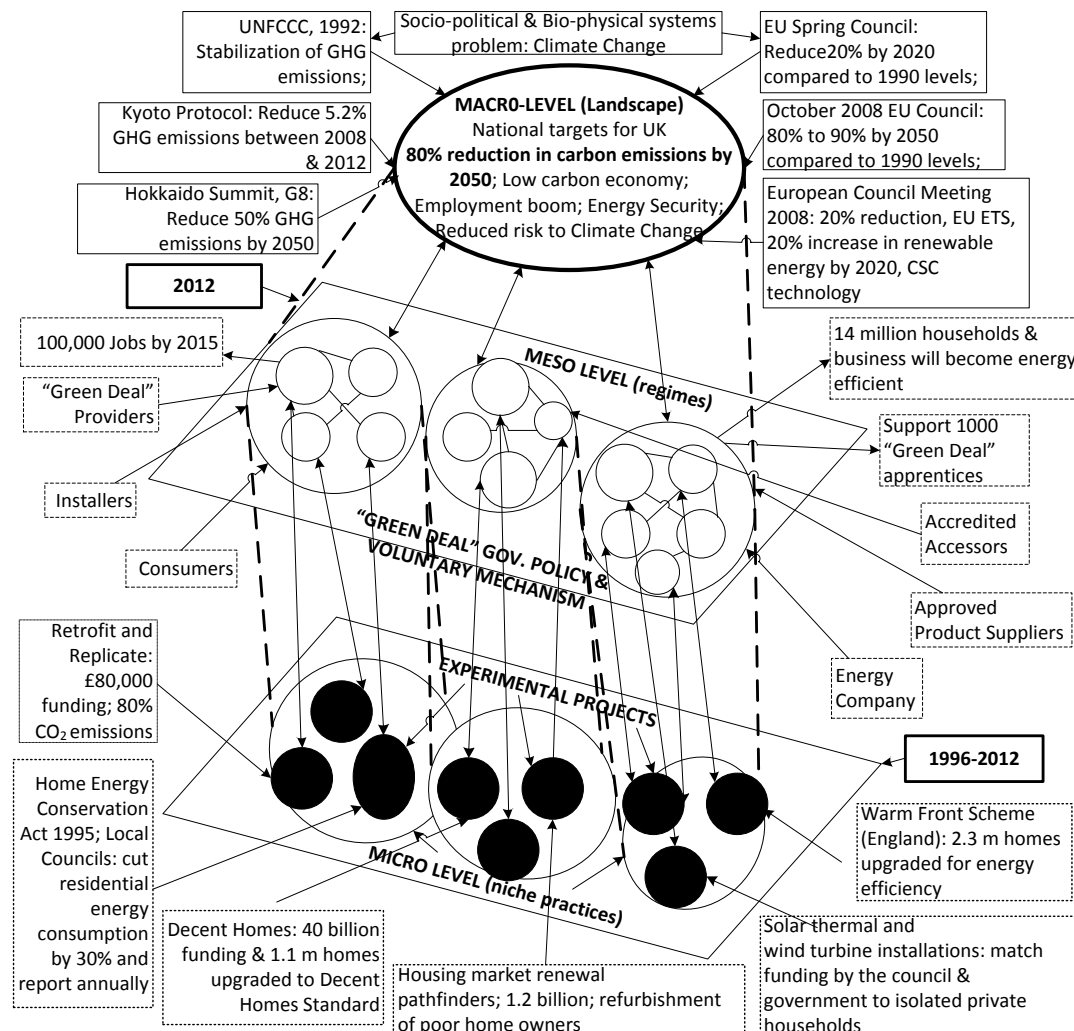 UNFCCC, 1992:
Stabilization of GHG
emissions;
Socio-political & Bio-physical systems
problem: Climate Change
EU Spring Council:
Reduce20% by 2020
compared to 1990 levels;
Kyoto Protocol: Reduce 5.2%
GHG emissions between 2008
& 2012
MACR0-LEVEL (Landscape)
National targets for UK
80% reduction in carbon emissions by
2050; Low carbon economy;
Employment boom; Energy Security;
Reduced risk to Climate Change
October 2008 EU Council:
80% to 90% by 2050
compared to 1990 levels;
Hokkaido Summit, G8:
Reduce 50% GHG
emissions by 2050
European Council Meeting
2008: 20% reduction, EU ETS,
20% increase in renewable
energy by 2020, CSC
technology
2012
100,000 Jobs by 2015
"Green Deal"
Providers
Installers
Consumers
MESO LEVEL (regimes)
14 million households &
business will become energy
efficient
Support 1000
"Green Deal"
apprentices
Accredited
Accessors
Approved
Product Suppliers
Energy
Company
"GREEN DEAL" GOV. POLICY &
VOLUNTARY MECHANISM
Retrofit and
Replicate:
£80,000
funding; 80%
CO₂ emissions
EXPERIMENTAL PROJECTS
1996-2012
Home Energy
Conservation
Act 1995; Local
Councils: cut
residential
energy
consumption
by 30% and
report annually
MICRO LEVEL (niche practices)
Warm Front Scheme
(England): 2.3 m homes
upgraded for energy
efficiency
Decent Homes: 40 billion
funding & 1.1 m homes
upgraded to Decent
Homes Standard
Housing market renewal
pathfinders; 1.2 billion; refurbishment
of poor home owners
Solar thermal and
wind turbine installations: match
funding by the council &
government to isolated private
households